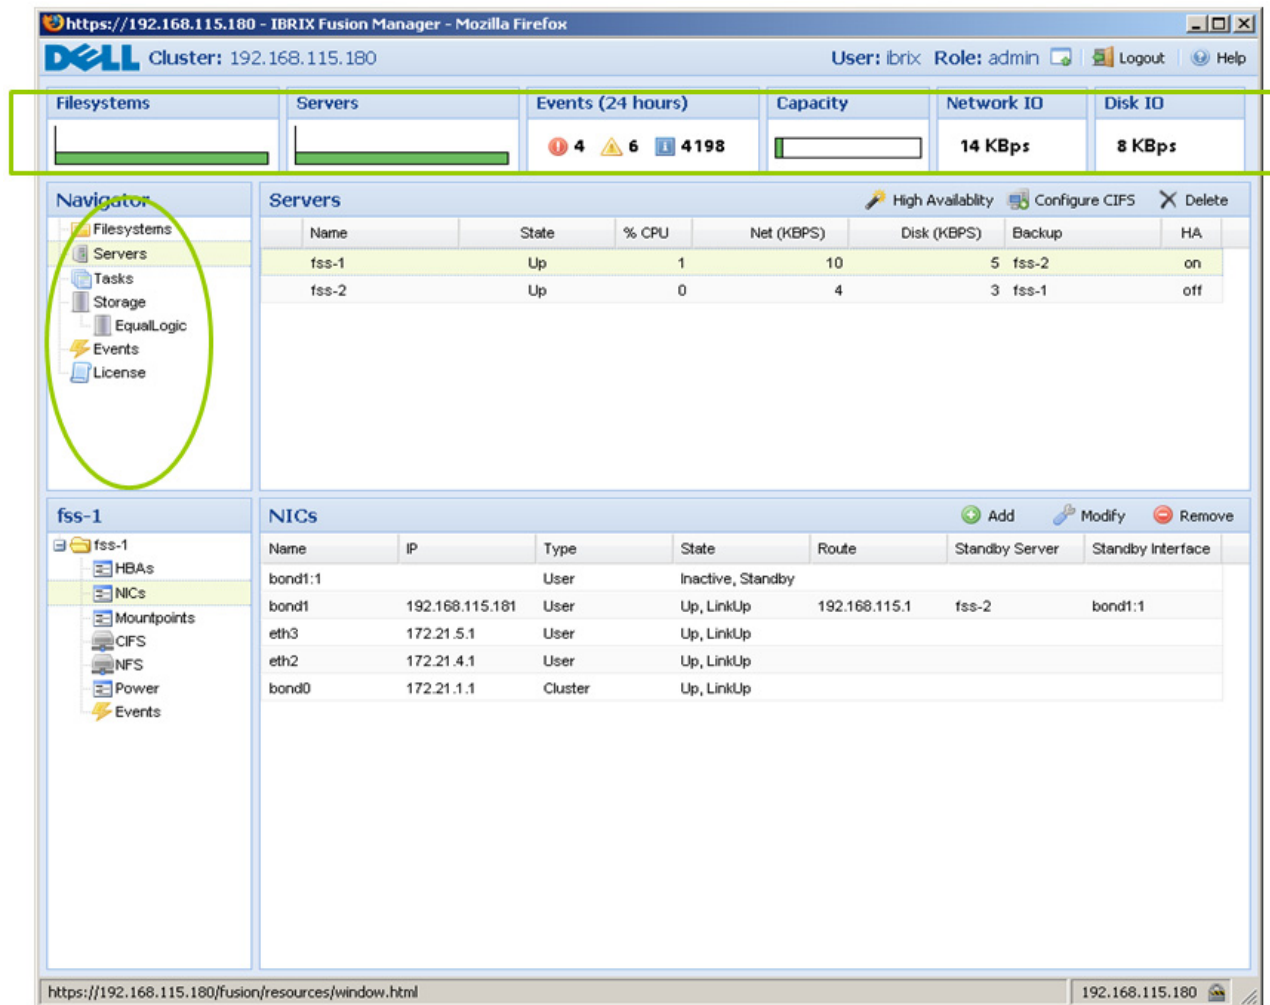 https://192.168.115.180 - IBRIX Fusion Manager - Mozilla Firefox
DELL Cluster: 192.168.115.180 User: ibrix Role: admin Logout Help
Filesystems Servers Events (24 hours) Capacity Network IO Disk IO
4 6 4198 14 KBps 8 KBps
Navigator
Filesystems
Servers
Tasks
Storage
EqualLogic
Events
License
Servers High Availablity Configure CIFS Delete
Name State % CPU Net (KBPS) Disk (KBPS) Backup HA
fss-1 Up 1 10 5 fss-2 on
fss-2 Up 0 4 3 fss-1 off
fss-1
fss-1
HBAs
NICs
Mountpoints
CIFS
NFS
Power
Events
NICs Add Modify Remove
Name IP Type State Route Standby Server Standby Interface
bond1:1 User Inactive, Standby
bond1 192.168.115.181 User Up, LinkUp 192.168.115.1 fss-2 bond1:1
eth3 172.21.5.1 User Up, LinkUp
eth2 172.21.4.1 User Up, LinkUp
bond0 172.21.1.1 Cluster Up, LinkUp
https://192.168.115.180/fusion/resources/window.html 192.168.115.180